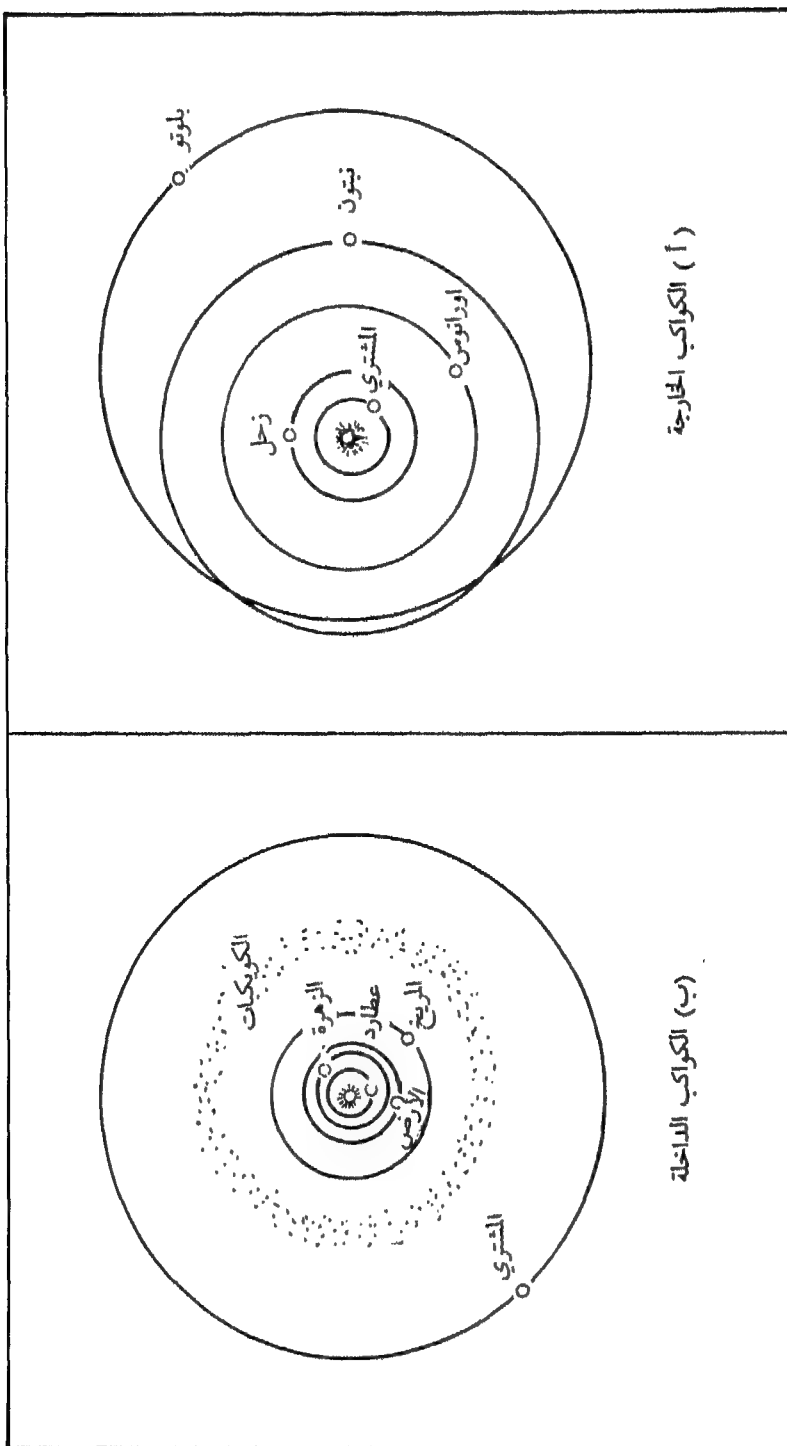 بلوتو
نبتون
اورانوس
المشتري
زحل
(أ) الكواكب الخارجة
الكويكبات
الزهرة
عطارد
المريخ
الأرض
المشتري
(ب) الكواكب الداخلة